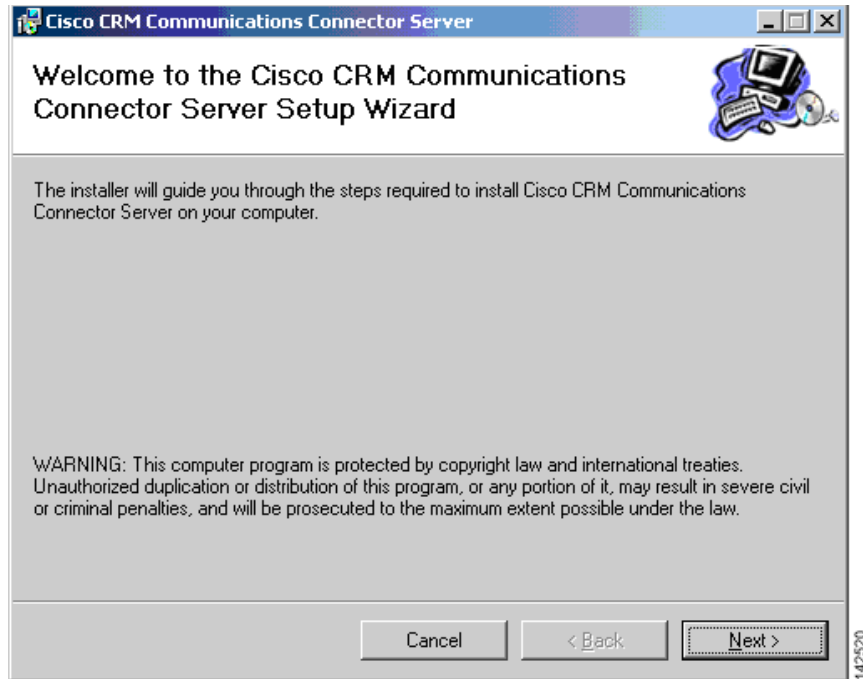 Cisco CRM Communications Connector Server
Welcome to the Cisco CRM Communications
Connector Server Setup Wizard
The installer will guide you through the steps required to install Cisco CRM Communications
Connector Server on your computer.
WARNING: This computer program is protected by copyright law and international treaties.
Unauthorized duplication or distribution of this program, or any portion of it, may result in severe civil
or criminal penalties, and will be prosecuted to the maximum extent possible under the law.
Cancel
< Back
Next >
142520